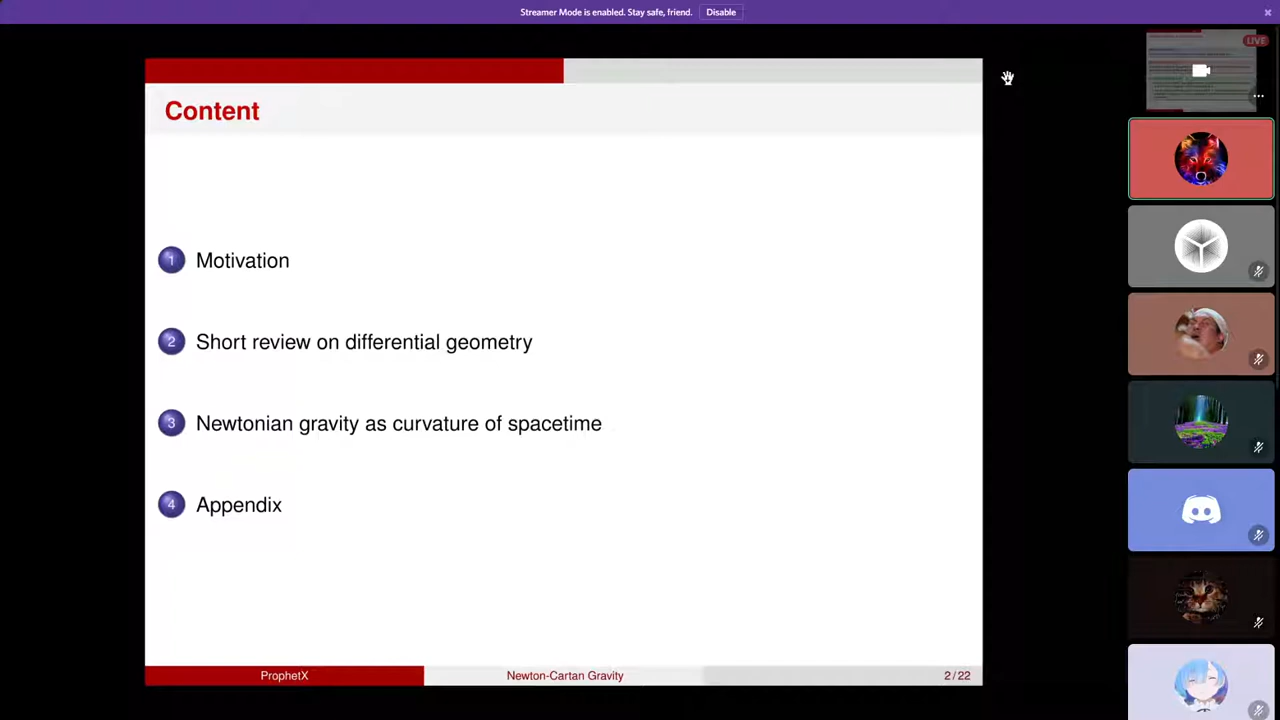 Streamer Mode is enabled. Stay safe, friend. Disable
LIVE
Content
1 Motivation
2 Short review on differential geometry
3 Newtonian gravity as curvature of spacetime
4 Appendix
ProphetX Newton-Cartan Gravity 2/22